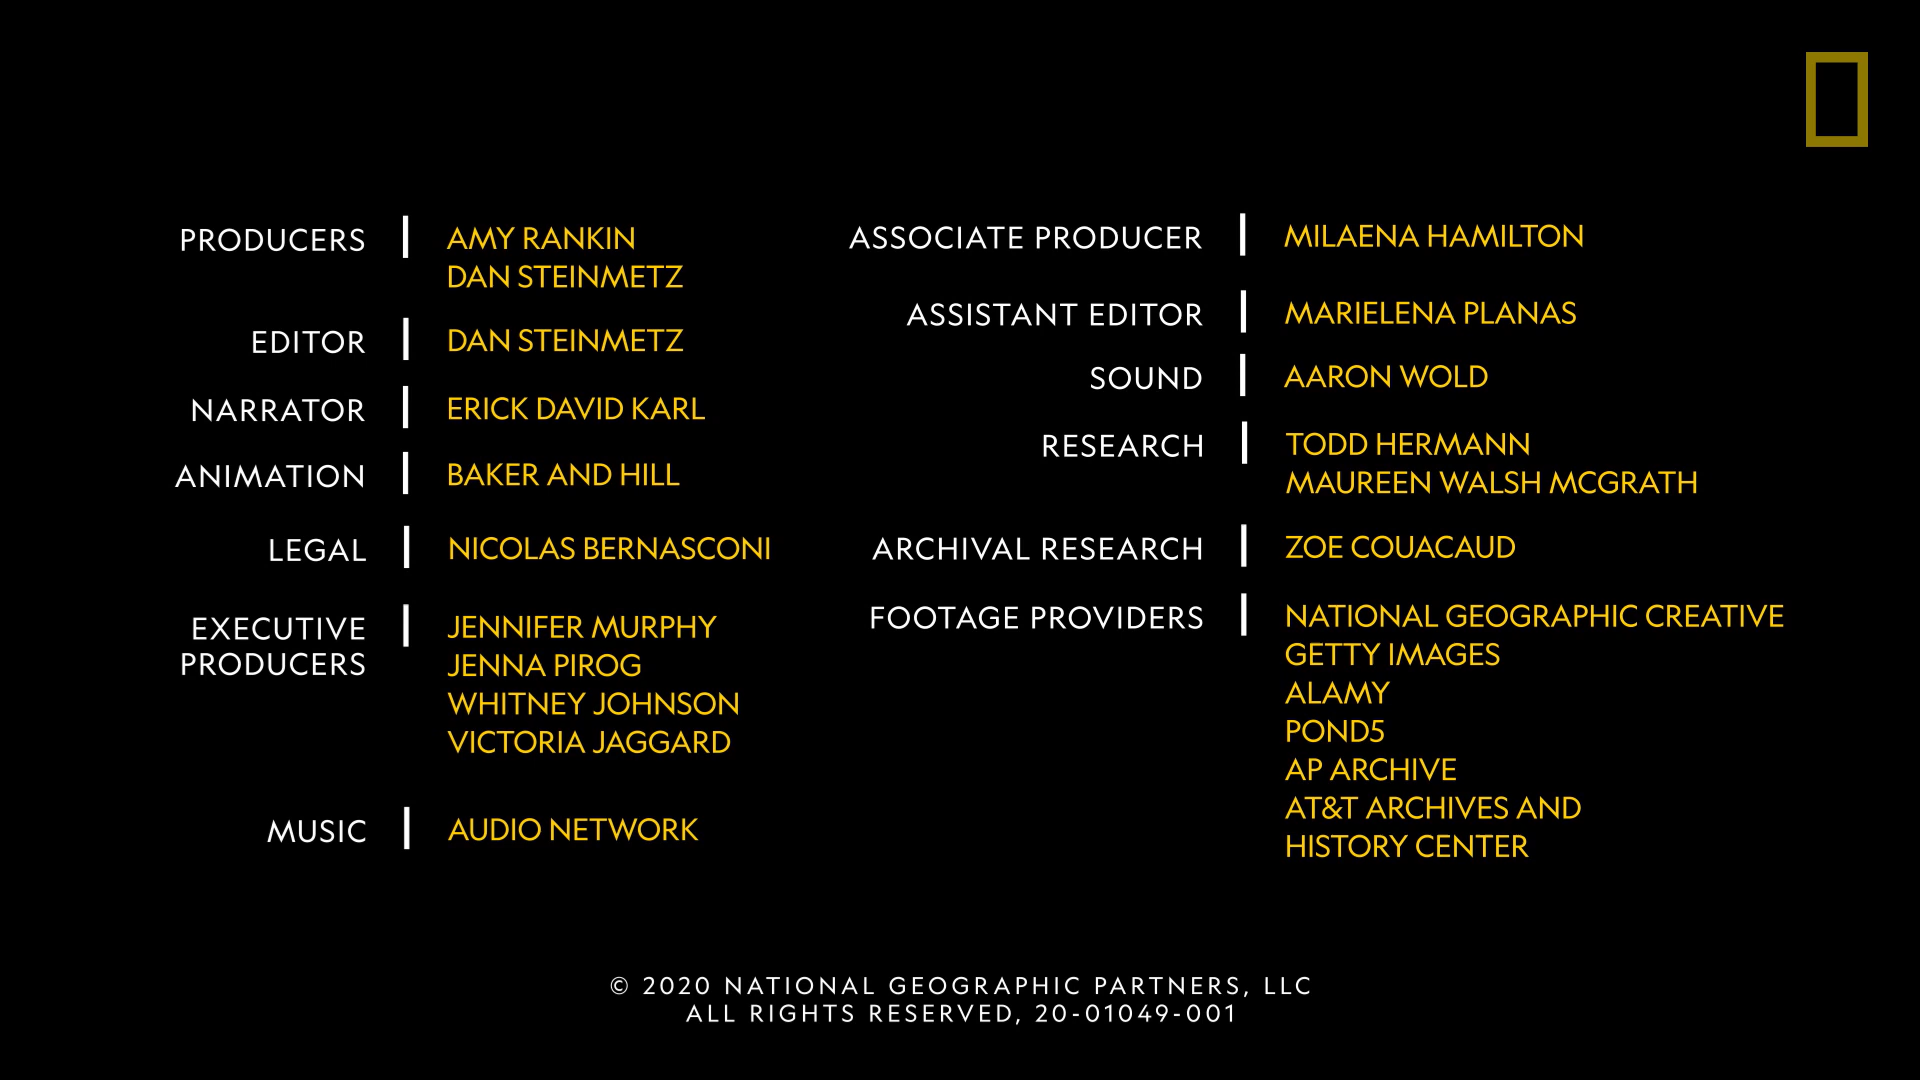 PRODUCERS | AMY RANKIN
DAN STEINMETZ
EDITOR | DAN STEINMETZ
NARRATOR | ERICK DAVID KARL
ANIMATION | BAKER AND HILL
LEGAL | NICOLAS BERNASCONI
EXECUTIVE PRODUCERS | JENNIFER MURPHY
JENNA PIROG
WHITNEY JOHNSON
VICTORIA JAGGARD
MUSIC | AUDIO NETWORK
ASSOCIATE PRODUCER | MILAENA HAMILTON
ASSISTANT EDITOR | MARIELENA PLANAS
SOUND | AARON WOLD
RESEARCH | TODD HERMANN
MAUREEN WALSH MCGRATH
ARCHIVAL RESEARCH | ZOE COUACAUD
FOOTAGE PROVIDERS | NATIONAL GEOGRAPHIC CREATIVE
GETTY IMAGES
ALAMY
POND5
AP ARCHIVE
AT&T ARCHIVES AND
HISTORY CENTER
© 2020 NATIONAL GEOGRAPHIC PARTNERS, LLC
ALL RIGHTS RESERVED, 20-01049-001